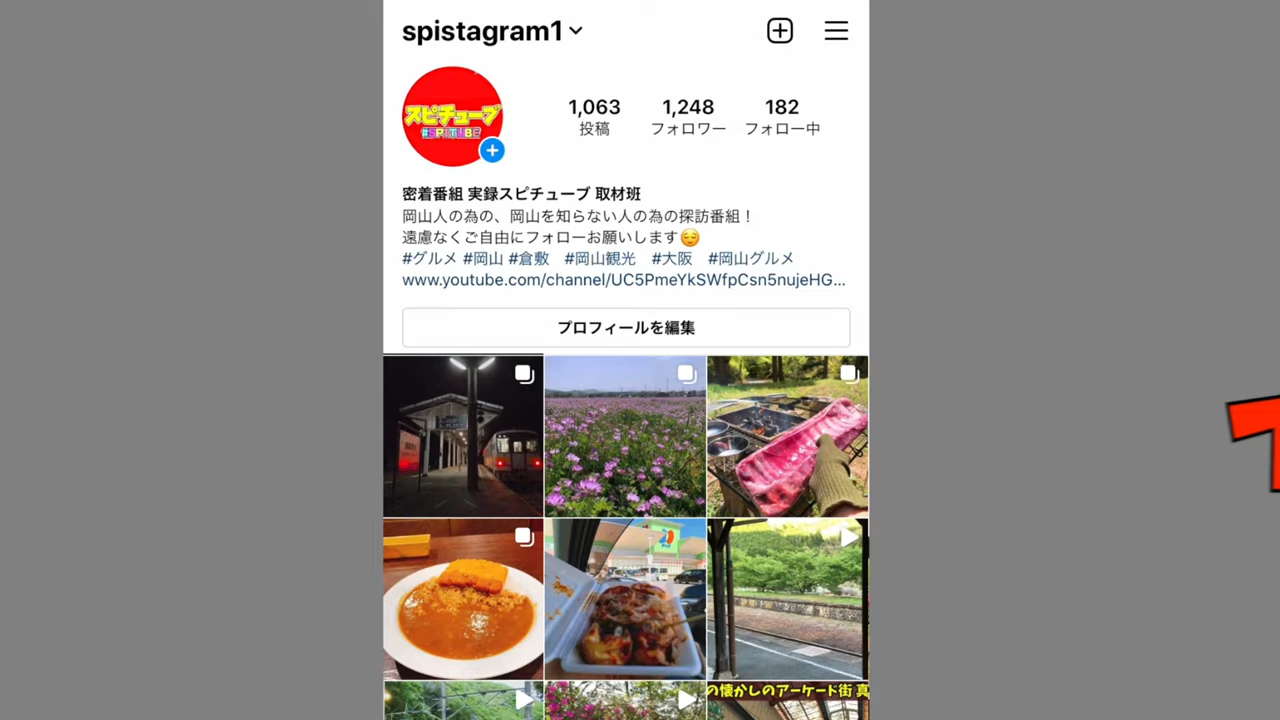 spistagram1
スピチューブ
#SPITUBE
1,063
投稿
1,248
フォロワー
182
フォロー中
密着番組 実録スピチューブ 取材班
岡山人の為の、岡山を知らない人の為の探訪番組！
遠慮なくご自由にフォローお願いします😌
#グルメ #岡山 #倉敷 #岡山観光 #大阪 #岡山グルメ
www.youtube.com/channel/UC5PmeYkSWfpCsn5nujeHG...
プロフィールを編集
の懐かしのアーケード街 真